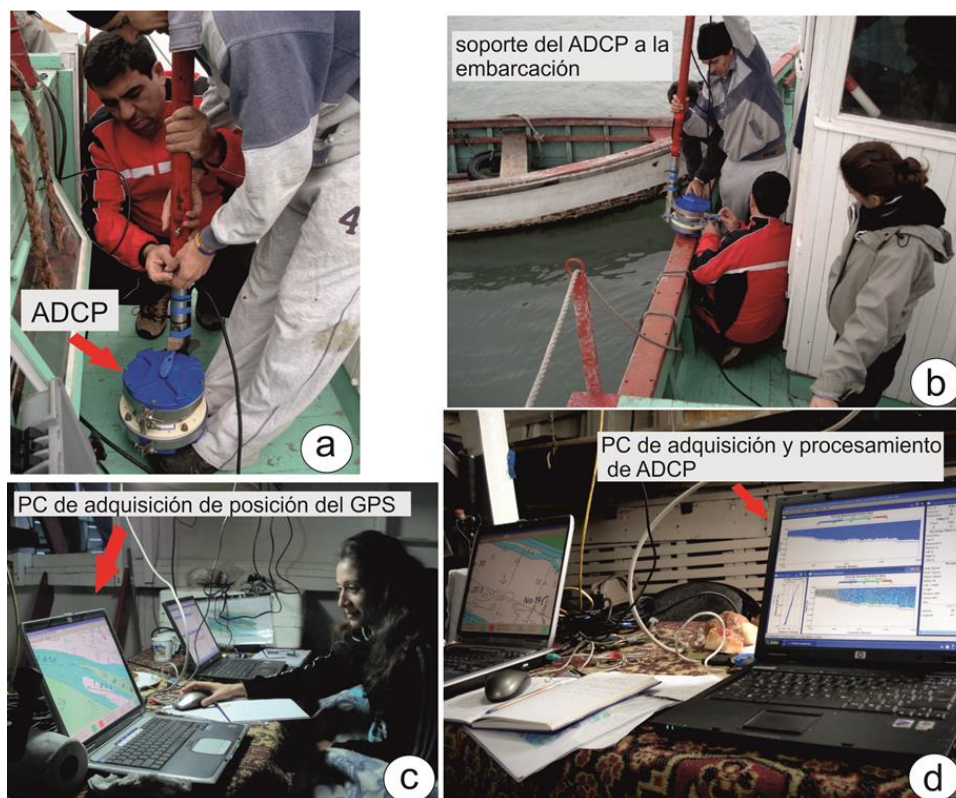 ADCP
a
soporte del ADCP a la
embarcación
b
PC de adquisición de posición del GPS
c
PC de adquisición y procesamiento
de ADCP
d
4
hp